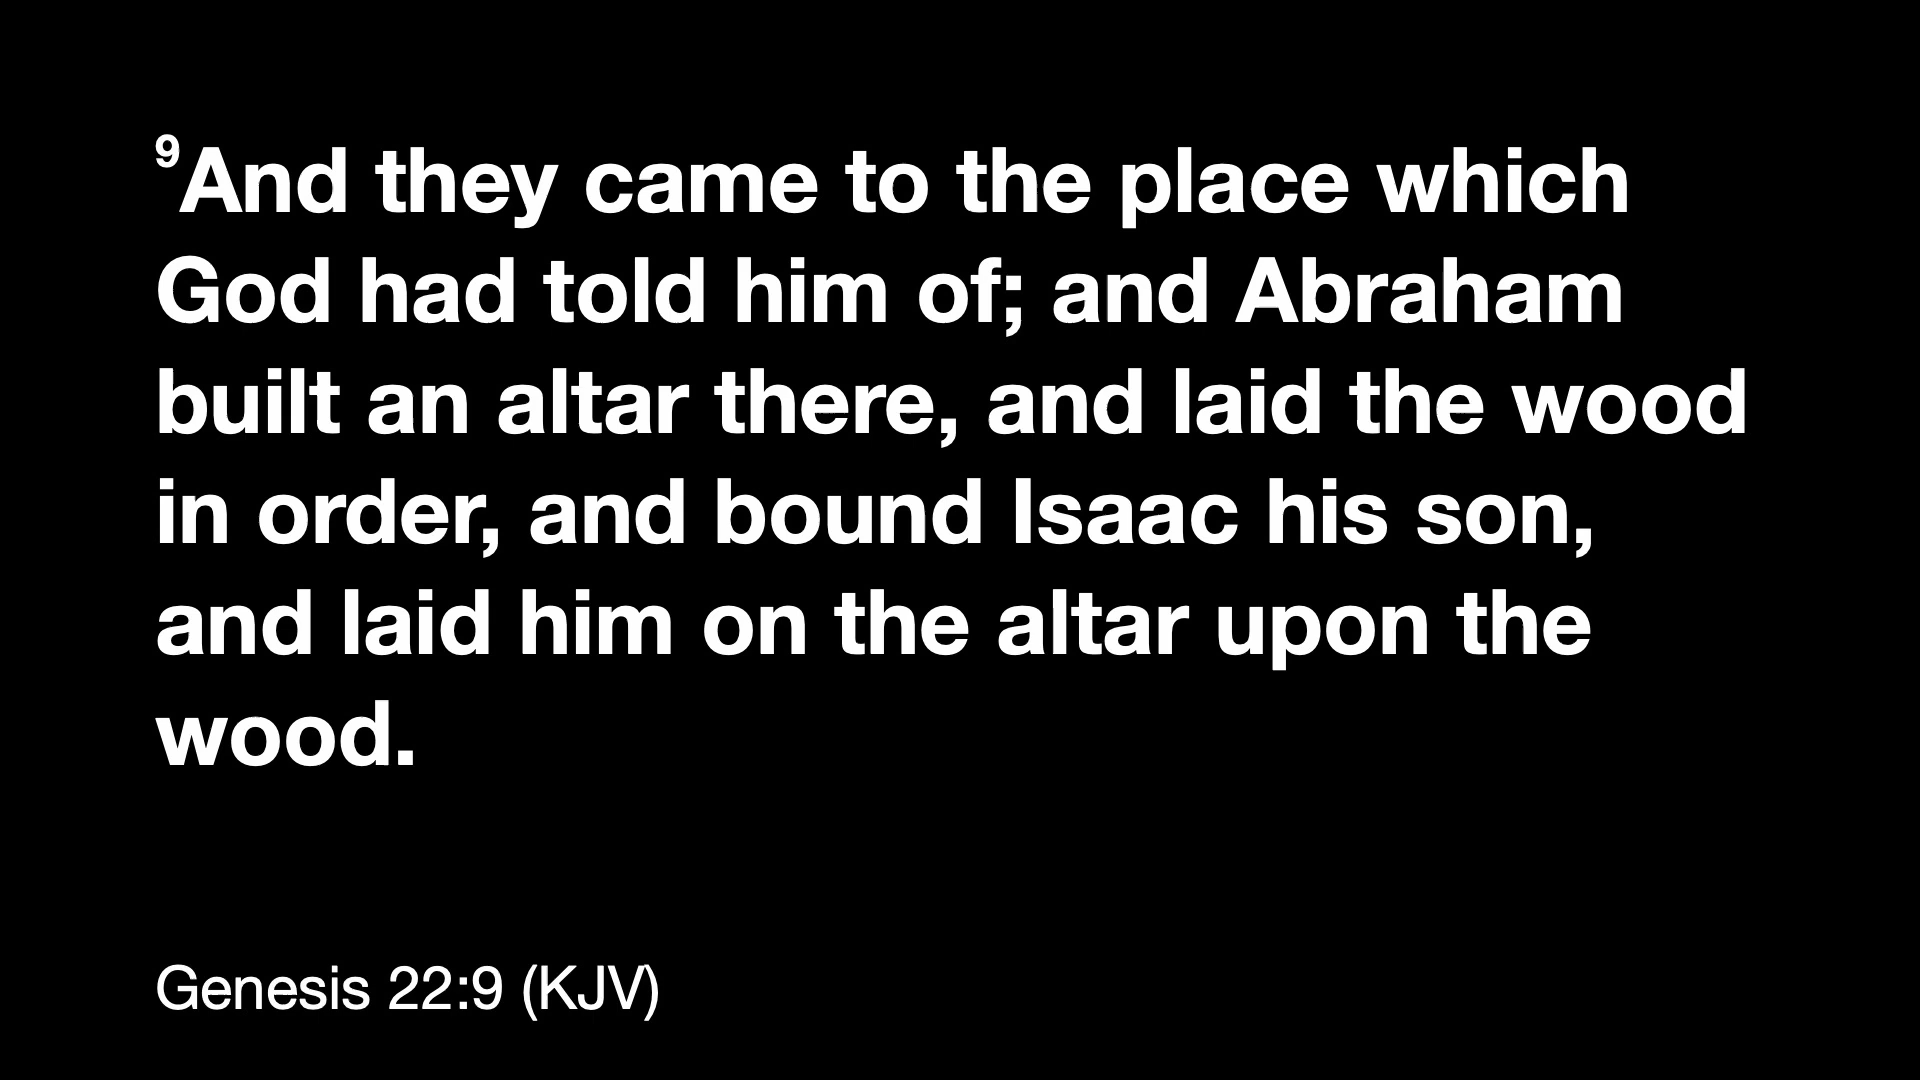 ⁹And they came to the place which
God had told him of; and Abraham
built an altar there, and laid the wood
in order, and bound Isaac his son,
and laid him on the altar upon the
wood.
Genesis 22:9 (KJV)